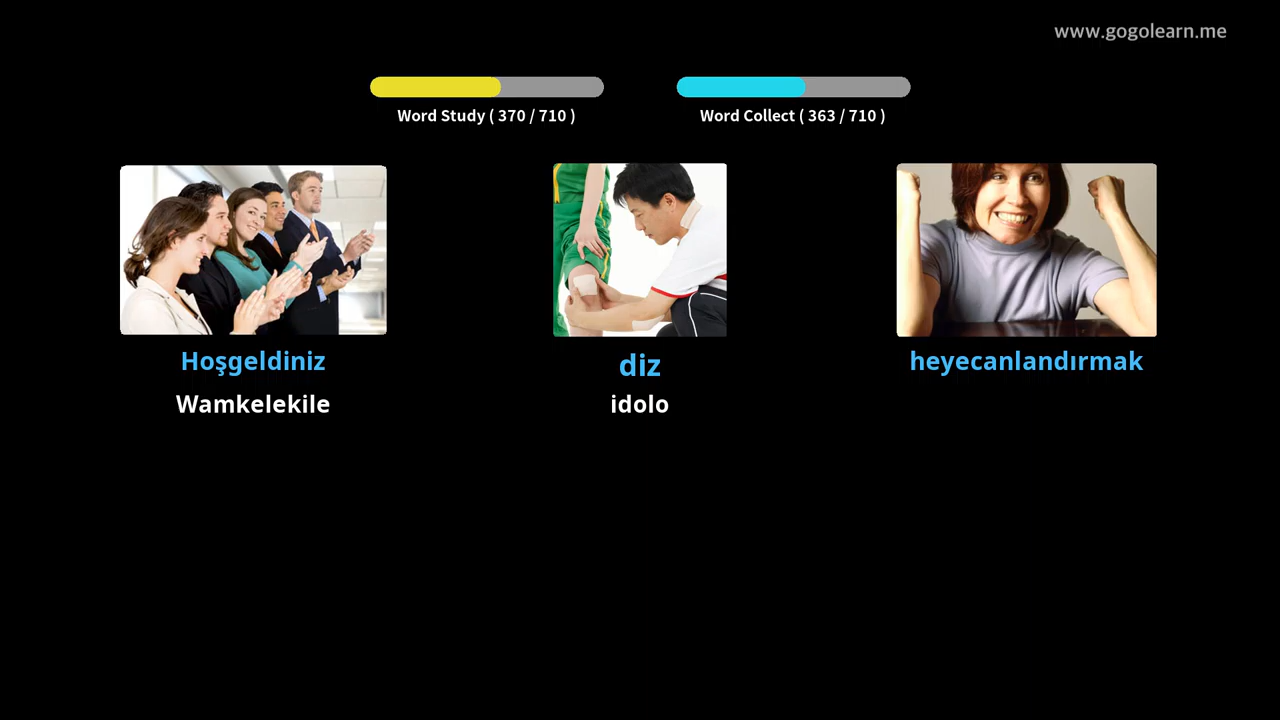 www.gogolearn.me
Word Study ( 370 / 710 )
Word Collect ( 363 / 710 )
Hoşgeldiniz
Wamkelekile
diz
idolo
heyecanlandırmak